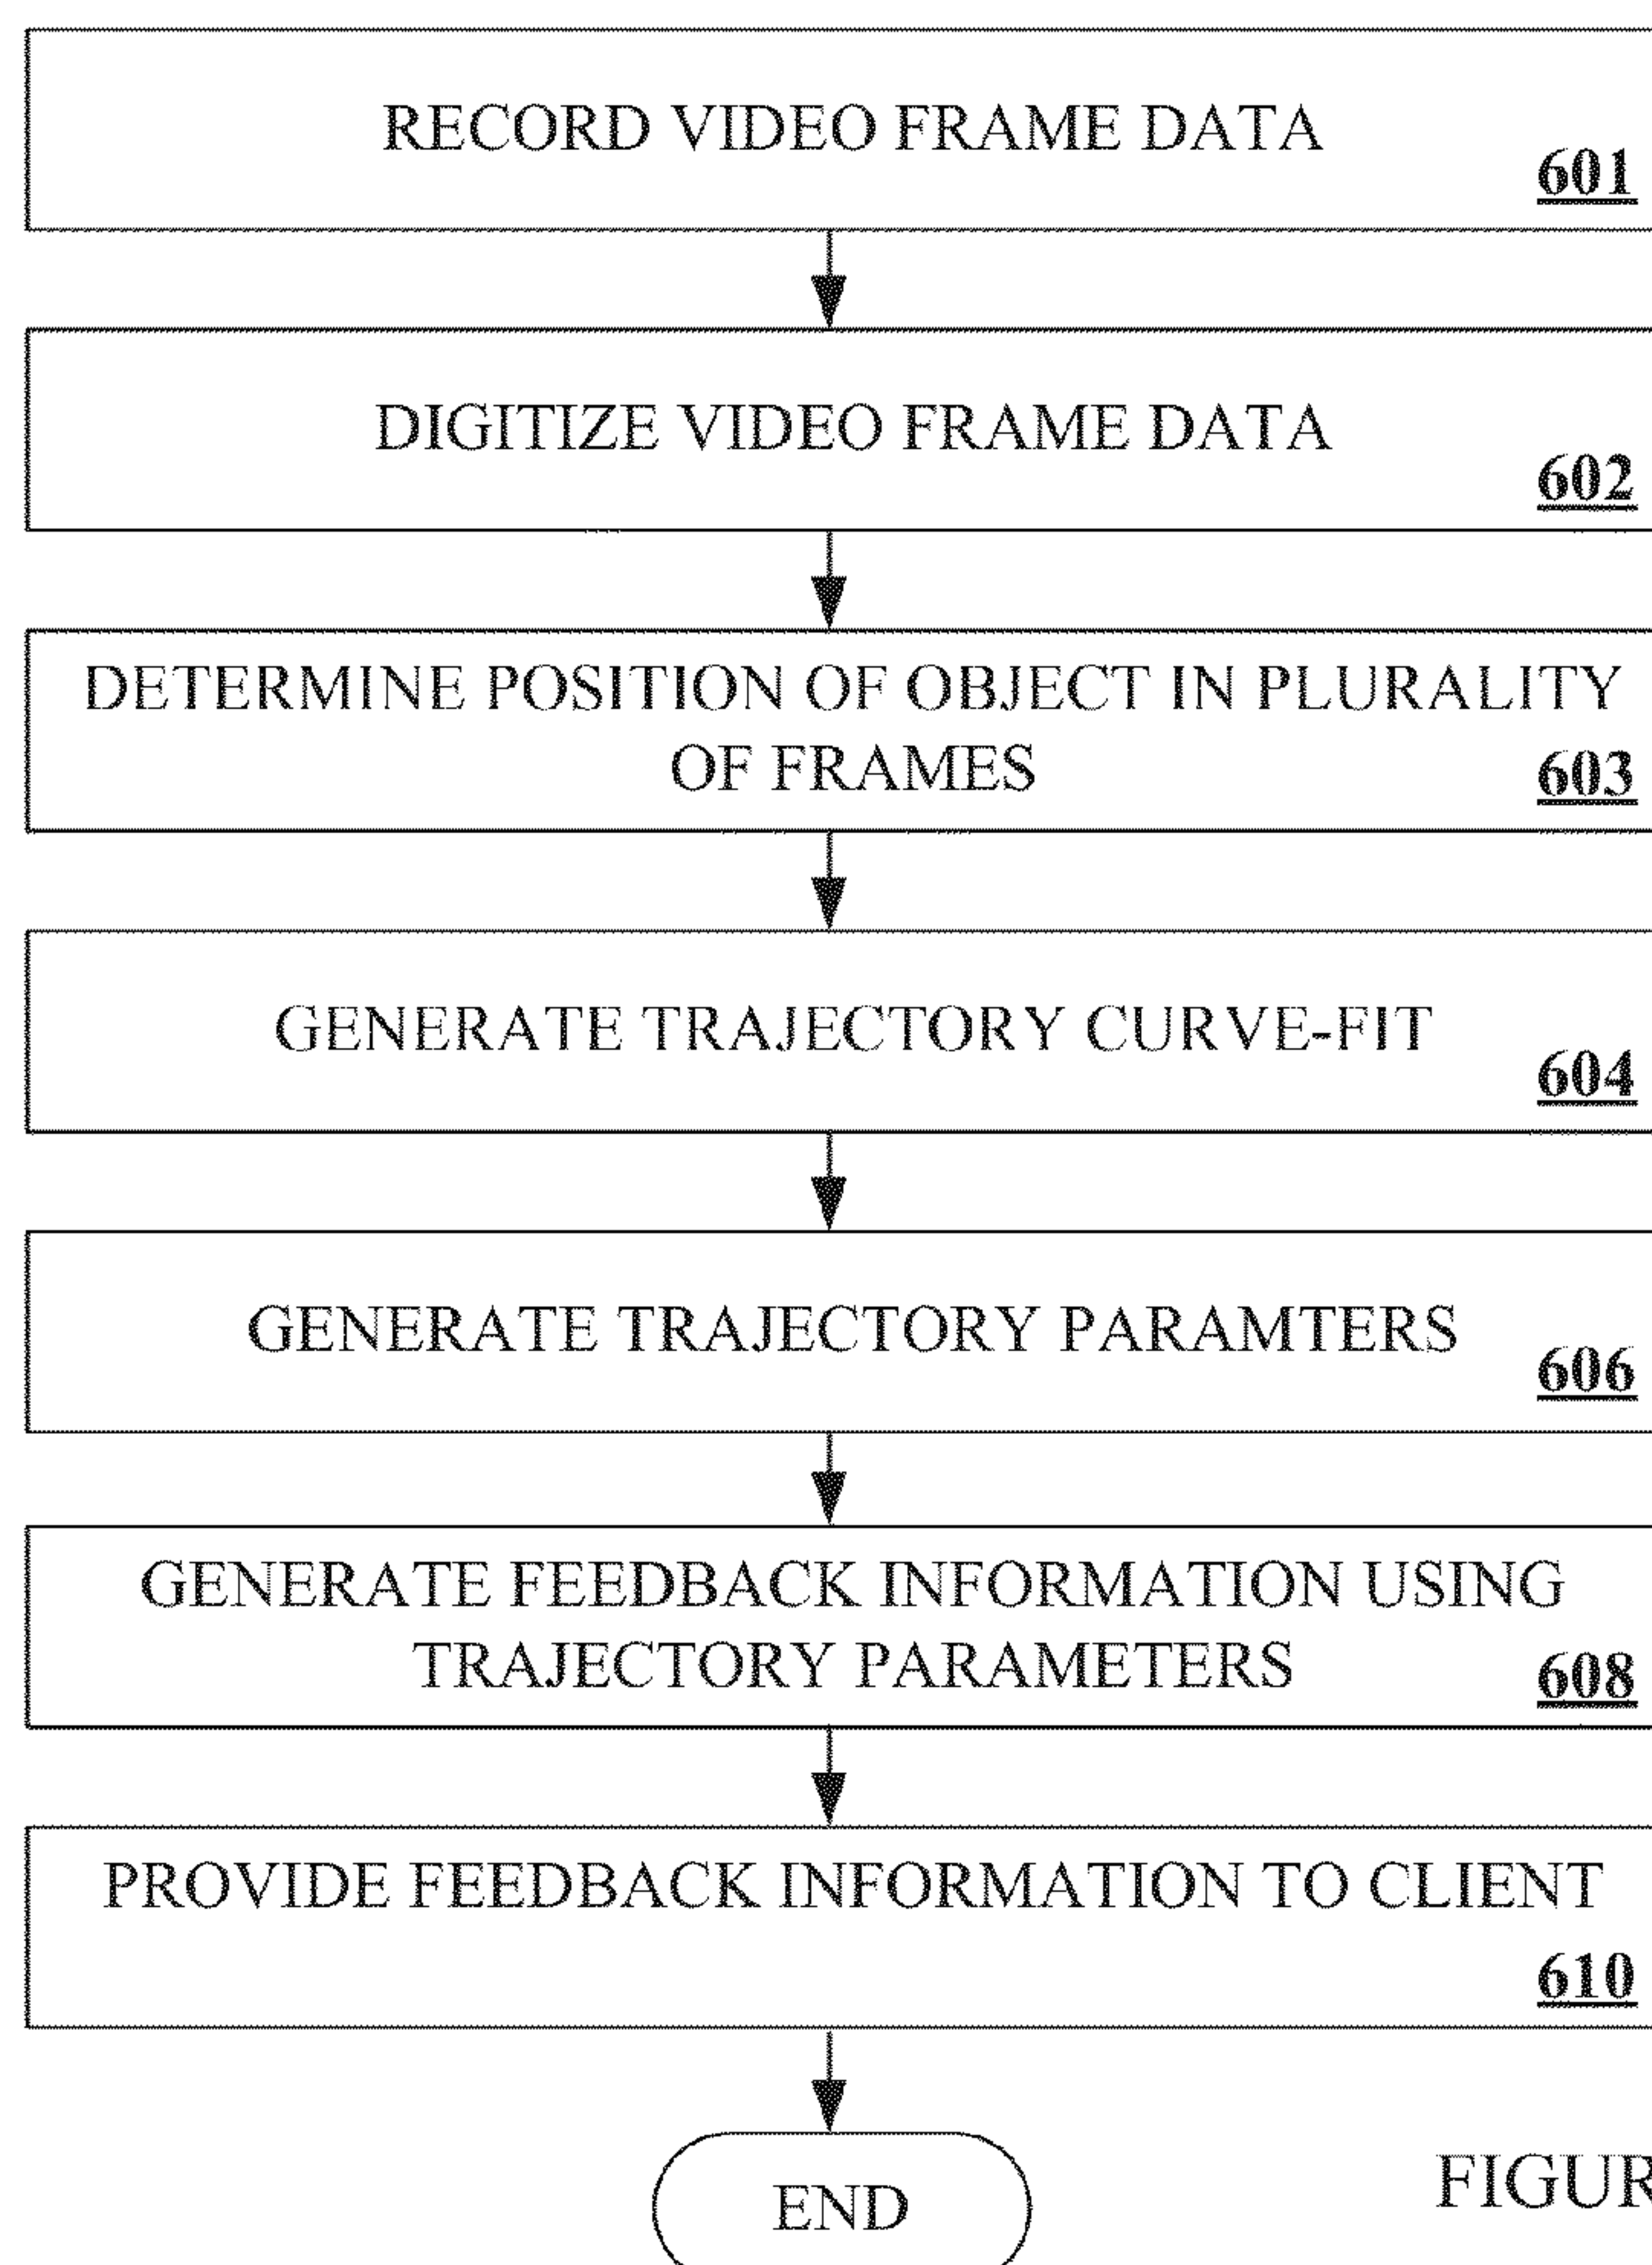 RECORD VIDEO FRAME DATA
601
DIGITIZE VIDEO FRAME DATA
602
DETERMINE POSITION OF OBJECT IN PLURALITY
OF FRAMES
603
GENERATE TRAJECTORY CURVE-FIT
604
GENERATE TRAJECTORY PARAMTERS
606
GENERATE FEEDBACK INFORMATION USING
TRAJECTORY PARAMETERS
608
PROVIDE FEEDBACK INFORMATION TO CLIENT
610
END
FIGUR